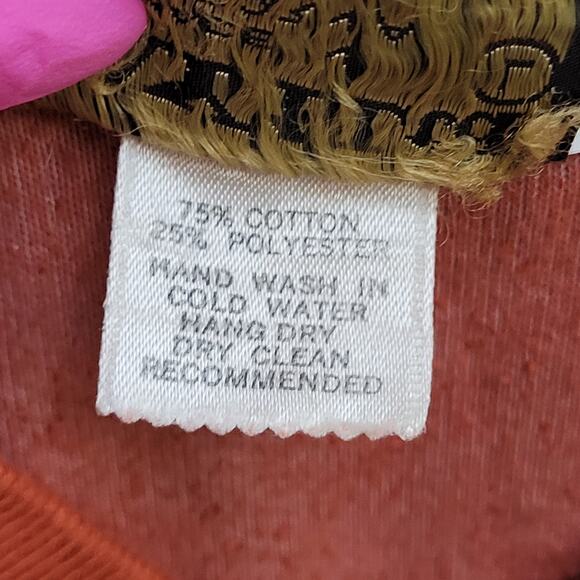 75% COTTON
25% POLYESTER
HAND WASH IN
COLD WATER
HANG DRY
DRY CLEAN
RECOMMENDED